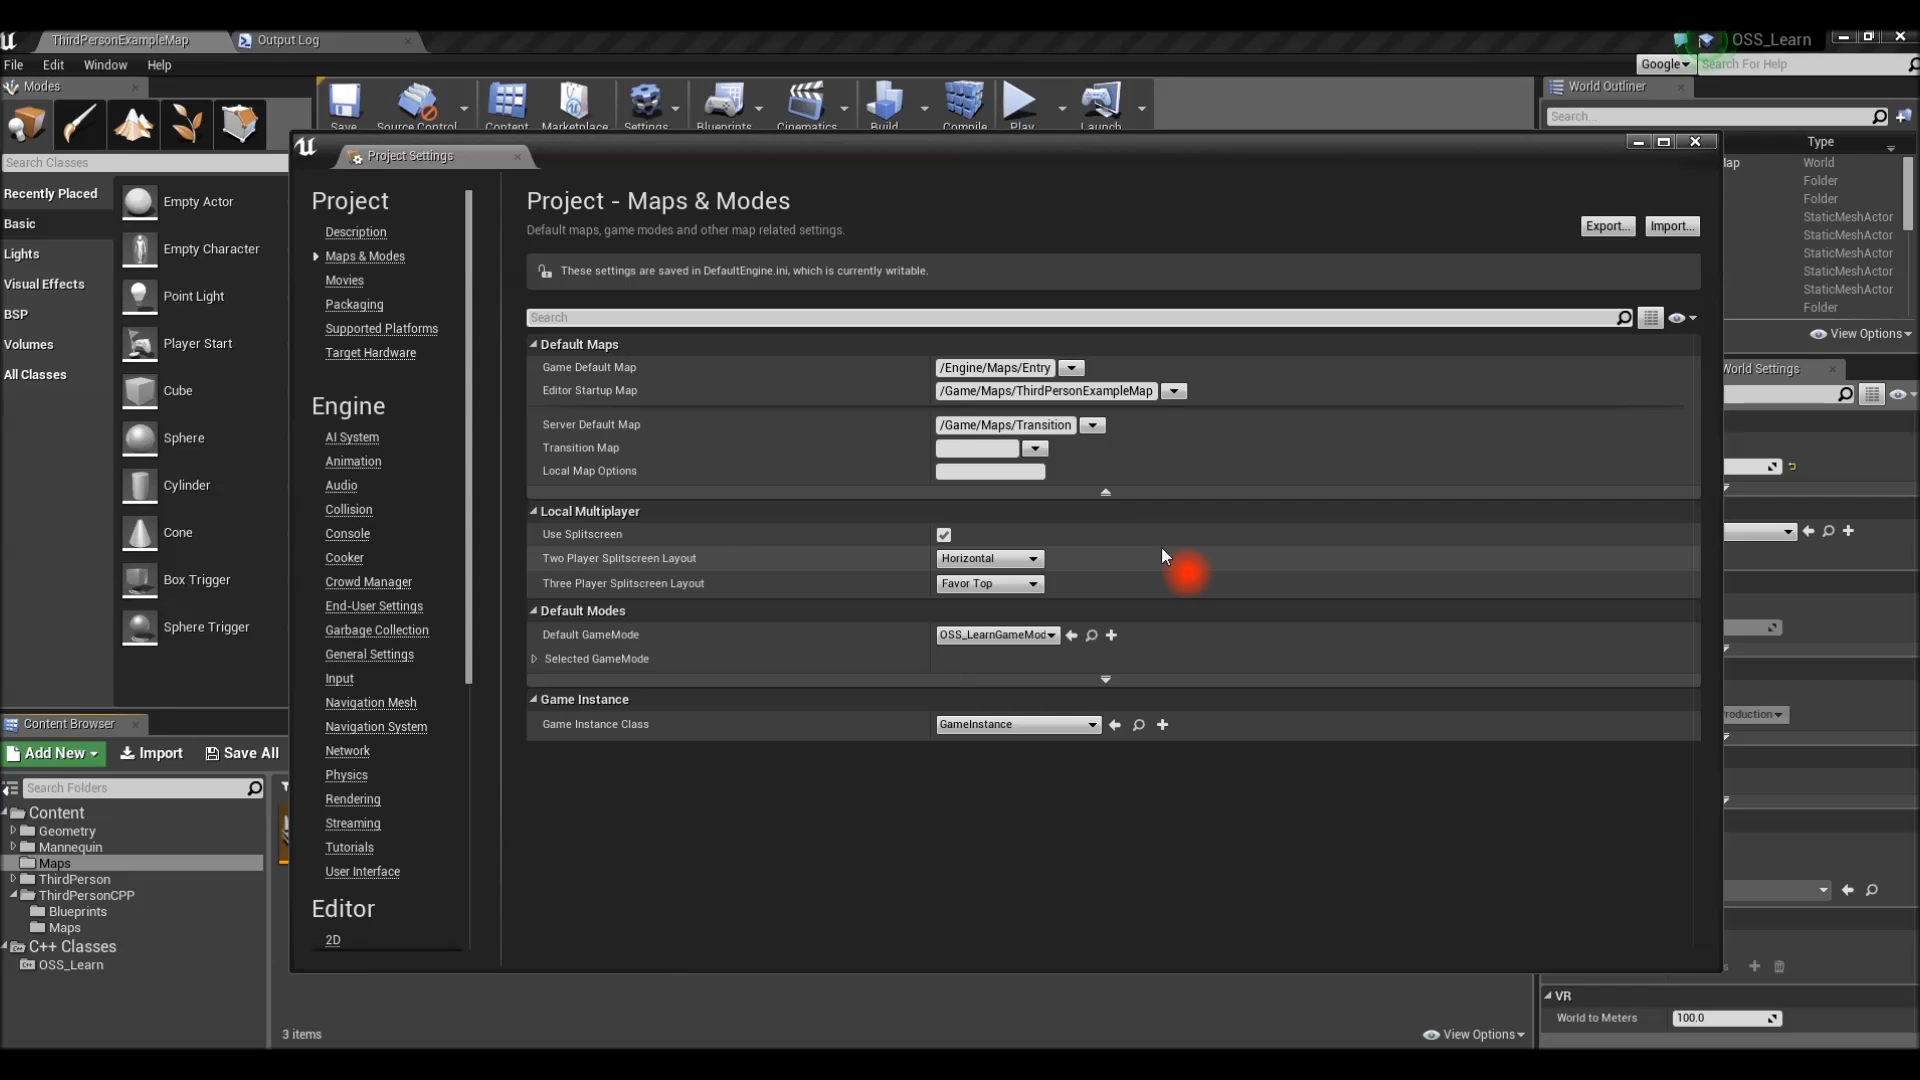 ThirdPersonExampleMap
Output Log
OSS_Learn
File Edit Window Help
Google
Search For Help
Modes
Save
Source Control
Content
Marketplace
Settings
Blueprints
Cinematics
Build
Compile
Play
Launch
World Outliner
Search...
Type
Search Classes
Recently Placed
Basic
Lights
Visual Effects
BSP
Volumes
All Classes
Empty Actor
Empty Character
Point Light
Player Start
Cube
Sphere
Cylinder
Cone
Box Trigger
Sphere Trigger
Project Settings
Project
Description
Maps & Modes
Movies
Packaging
Supported Platforms
Target Hardware
Engine
AI System
Animation
Audio
Collision
Console
Cooker
Crowd Manager
End-User Settings
Garbage Collection
General Settings
Input
Navigation Mesh
Navigation System
Network
Physics
Rendering
Streaming
Tutorials
User Interface
Editor
2D
Project - Maps & Modes
Default maps, game modes and other map related settings.
Export...
Import...
These settings are saved in DefaultEngine.ini, which is currently writable.
Search
Default Maps
Game Default Map /Engine/Maps/Entry
Editor Startup Map /Game/Maps/ThirdPersonExampleMap
Server Default Map /Game/Maps/Transition
Transition Map
Local Map Options
Local Multiplayer
Use Splitscreen
Two Player Splitscreen Layout Horizontal
Three Player Splitscreen Layout Favor Top
Default Modes
Default GameMode OSS_LearnGameMod
Selected GameMode
Game Instance
Game Instance Class GameInstance
World
Folder
Folder
StaticMeshActor
StaticMeshActor
StaticMeshActor
StaticMeshActor
StaticMeshActor
Folder
View Options
World Settings
roduction
VR
World to Meters 100.0
Content Browser
Add New
Import
Save All
Search Folders
Content
Geometry
Mannequin
Maps
ThirdPerson
ThirdPersonCPP
Blueprints
Maps
C++ Classes
OSS_Learn
3 items
View Options